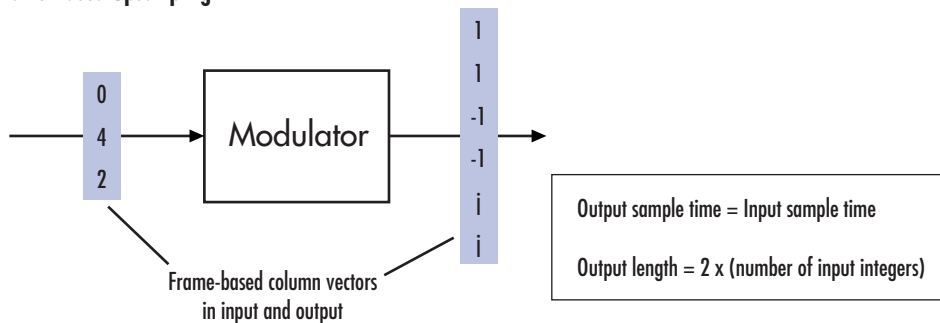 0
4
2
Modulator
1
1
-1
-1
i
i
Frame-based column vectors
in input and output
Output sample time = Input sample time
Output length = 2 x (number of input integers)